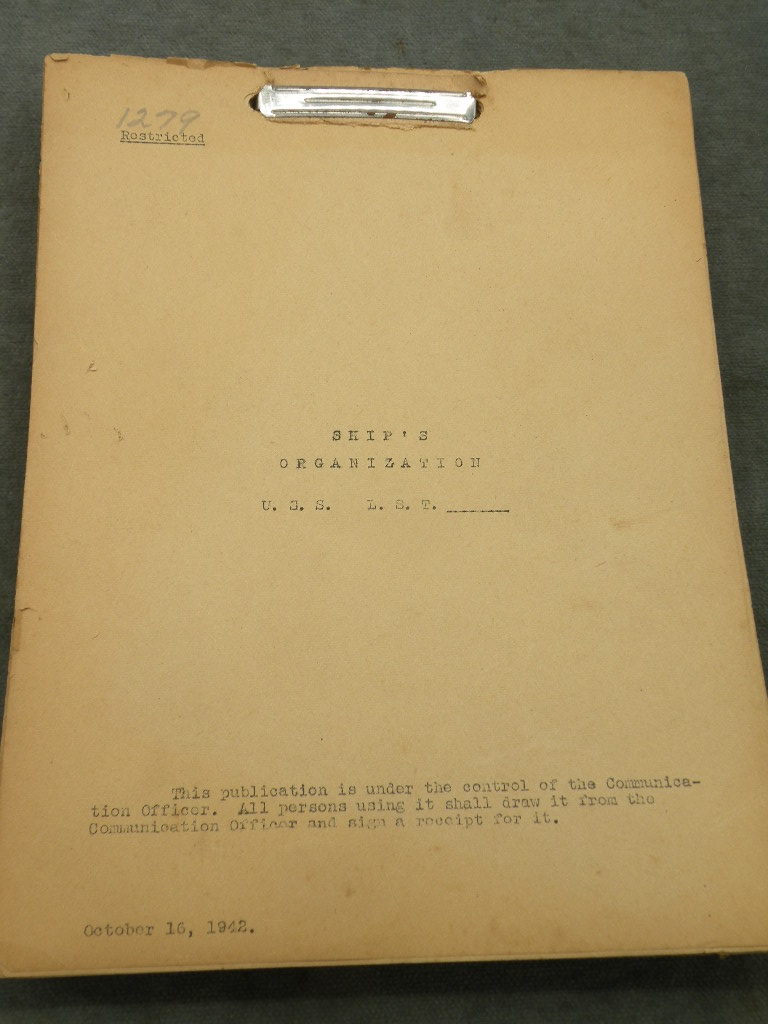 1279
Restricted
SHIP'S
ORGANIZATION
U. S. S. L. S. T. ______
This publication is under the control of the Communica-
tion Officer. All persons using it shall draw it from the
Communication Officer and sign a receipt for it.
October 16, 1942.